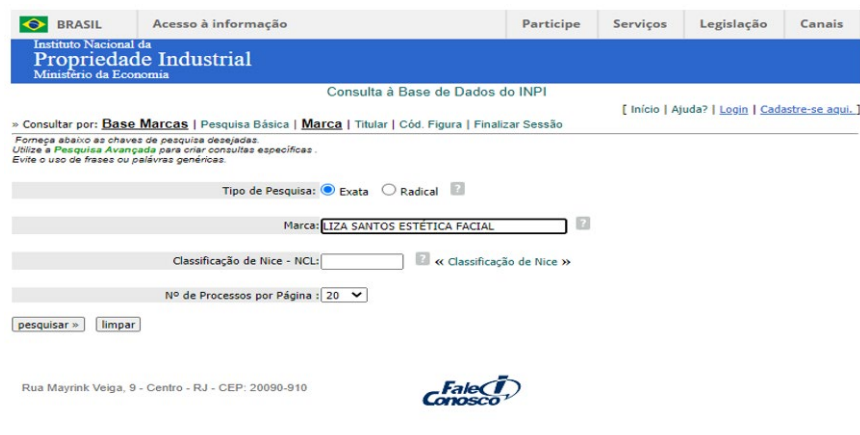 BRASIL Acesso à informação Participe Serviços Legislação Canais
Instituto Nacional da
Propriedade Industrial
Ministério da Economia
Consulta à Base de Dados do INPI
[ Início | Ajuda? | Login | Cadastre-se aqui. ]
» Consultar por: Base Marcas | Pesquisa Básica | Marca | Titular | Cód. Figura | Finalizar Sessão
Forneça abaixo as chaves de pesquisa desejadas.
Utilize a Pesquisa Avançada para criar consultas específicas .
Evite o uso de frases ou palavras genéricas.
Tipo de Pesquisa: Exata Radical ?
Marca: LIZA SANTOS ESTÉTICA FACIAL ?
Classificação de Nice - NCL: ? « Classificação de Nice »
Nº de Processos por Página : 20
pesquisar » limpar
Rua Mayrink Veiga, 9 - Centro - RJ - CEP: 20090-910
Fale
Conosco